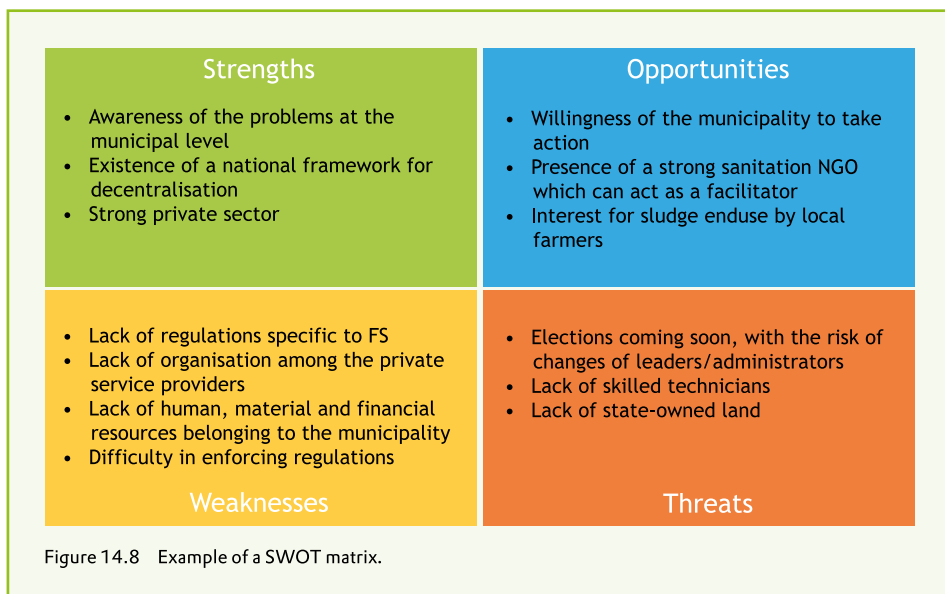 Strengths
• Awareness of the problems at the
municipal level
• Existence of a national framework for
decentralisation
• Strong private sector
Opportunities
• Willingness of the municipality to take
action
• Presence of a strong sanitation NGO
which can act as a facilitator
• Interest for sludge enduse by local
farmers
• Lack of regulations specific to FS
• Lack of organisation among the private
service providers
• Lack of human, material and financial
resources belonging to the municipality
• Difficulty in enforcing regulations
Weaknesses
• Elections coming soon, with the risk of
changes of leaders/administrators
• Lack of skilled technicians
• Lack of state-owned land
Threats
Figure 14.8 Example of a SWOT matrix.